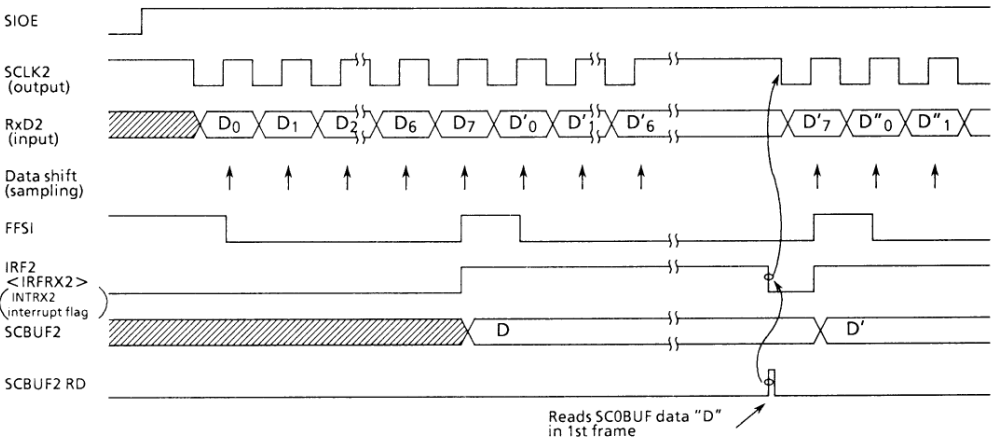 SIOE
SCLK2
(output)
RxD2
(input)
D0 D1 D2 D6 D7 D'0 D'1 D'6 D'7 D"0 D"1
Data shift
(sampling)
FFSI
IRF2
<IRFRX2>
(INTRX2
interrupt flag)
SCBUF2
D D'
SCBUF2 RD
Reads SC0BUF data "D"
in 1st frame